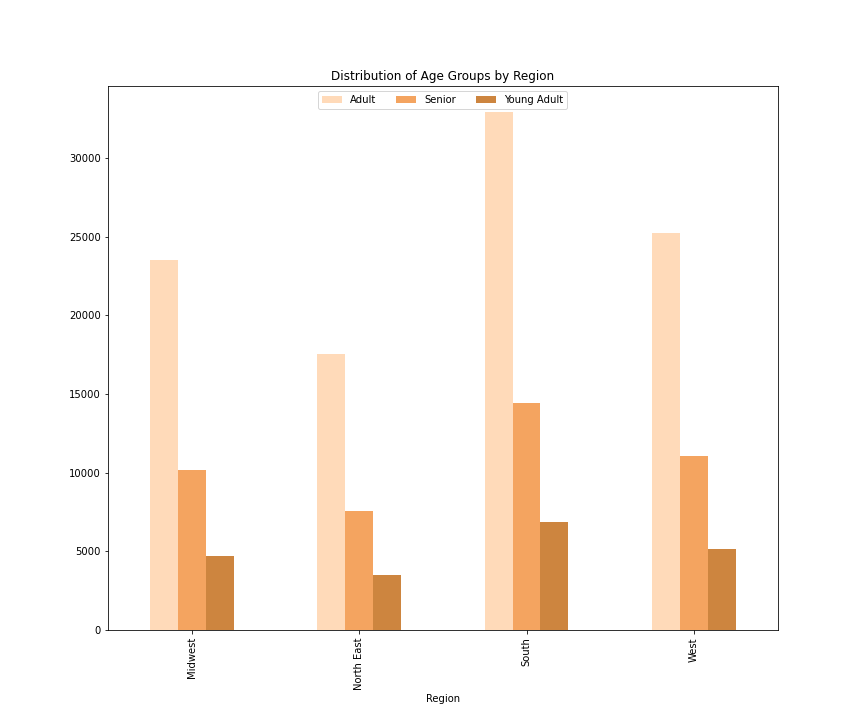 Distribution of Age Groups by Region
Adult Senior Young Adult
30000
25000
20000
15000
10000
5000
0
Midwest
North East
South
West
Region